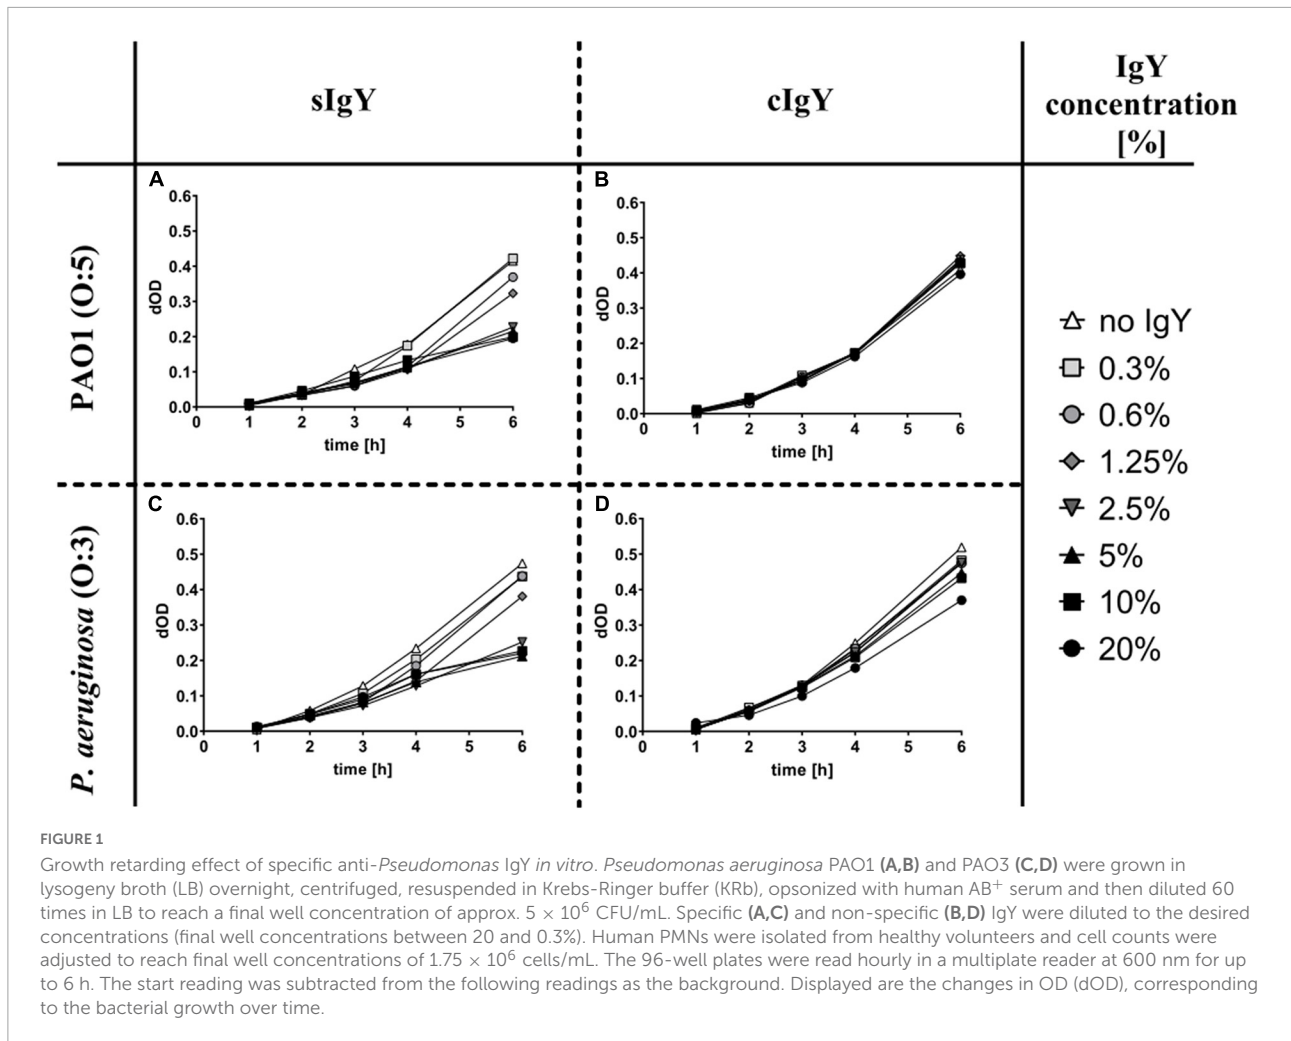 sIgY
cIgY
IgY
concentration
[%]
PAO1 (O:5)
A
0.6
0.5
0.4
0.3
0.2
0.1
0.0
dOD
0 1 2 3 4 5 6
time [h]
B
0.6
0.5
0.4
0.3
0.2
0.1
0.0
dOD
0 1 2 3 4 5 6
time [h]
P. aeruginosa (O:3)
C
0.6
0.5
0.4
0.3
0.2
0.1
0.0
dOD
0 1 2 3 4 5 6
time [h]
D
0.6
0.5
0.4
0.3
0.2
0.1
0.0
dOD
0 1 2 3 4 5 6
time [h]
no IgY
0.3%
0.6%
1.25%
2.5%
5%
10%
20%
FIGURE 1
Growth retarding effect of specific anti-Pseudomonas IgY in vitro. Pseudomonas aeruginosa PAO1 (A,B) and PAO3 (C,D) were grown in
lysogeny broth (LB) overnight, centrifuged, resuspended in Krebs-Ringer buffer (KRb), opsonized with human AB⁺ serum and then diluted 60
times in LB to reach a final well concentration of approx. 5 × 10⁶ CFU/mL. Specific (A,C) and non-specific (B,D) IgY were diluted to the desired
concentrations (final well concentrations between 20 and 0.3%). Human PMNs were isolated from healthy volunteers and cell counts were
adjusted to reach final well concentrations of 1.75 × 10⁶ cells/mL. The 96-well plates were read hourly in a multiplate reader at 600 nm for up
to 6 h. The start reading was subtracted from the following readings as the background. Displayed are the changes in OD (dOD), corresponding
to the bacterial growth over time.